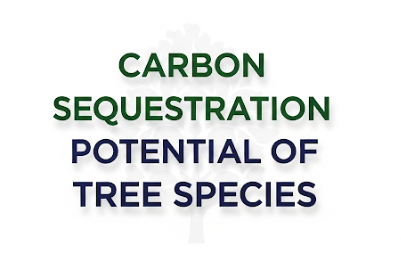 CARBON
SEQUESTRATION
POTENTIAL OF
TREE SPECIES